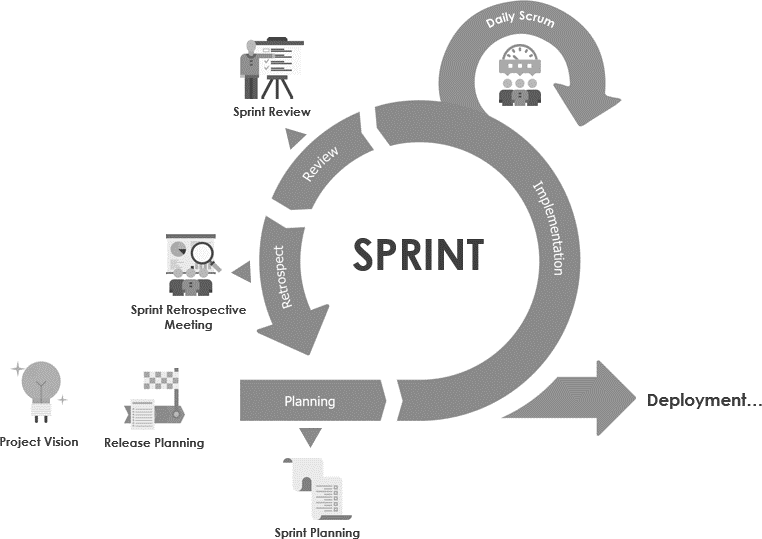 Daily Scrum
Sprint Review
Review
Implementation
SPRINT
Retrospect
Sprint Retrospective
Meeting
Planning
Deployment…
Project Vision
Release Planning
Sprint Planning